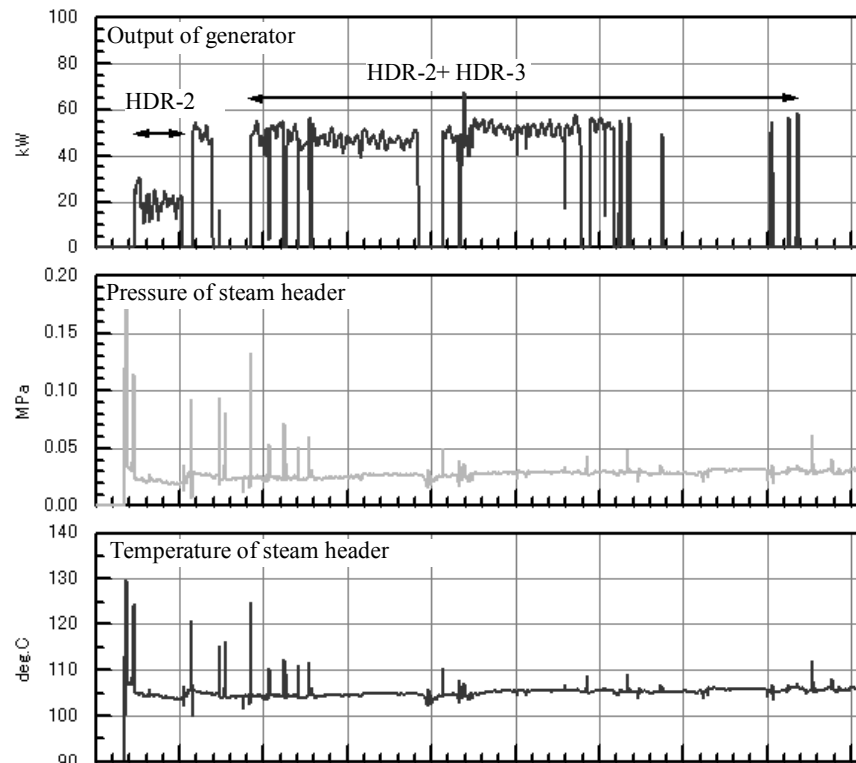 100
Output of generator
80
HDR-2+ HDR-3
HDR-2
60
kW
40
20
0
0.20
Pressure of steam header
0.15
MPa
0.10
0.05
0.00
140
Temperature of steam header
130
120
deg.C
110
100
90